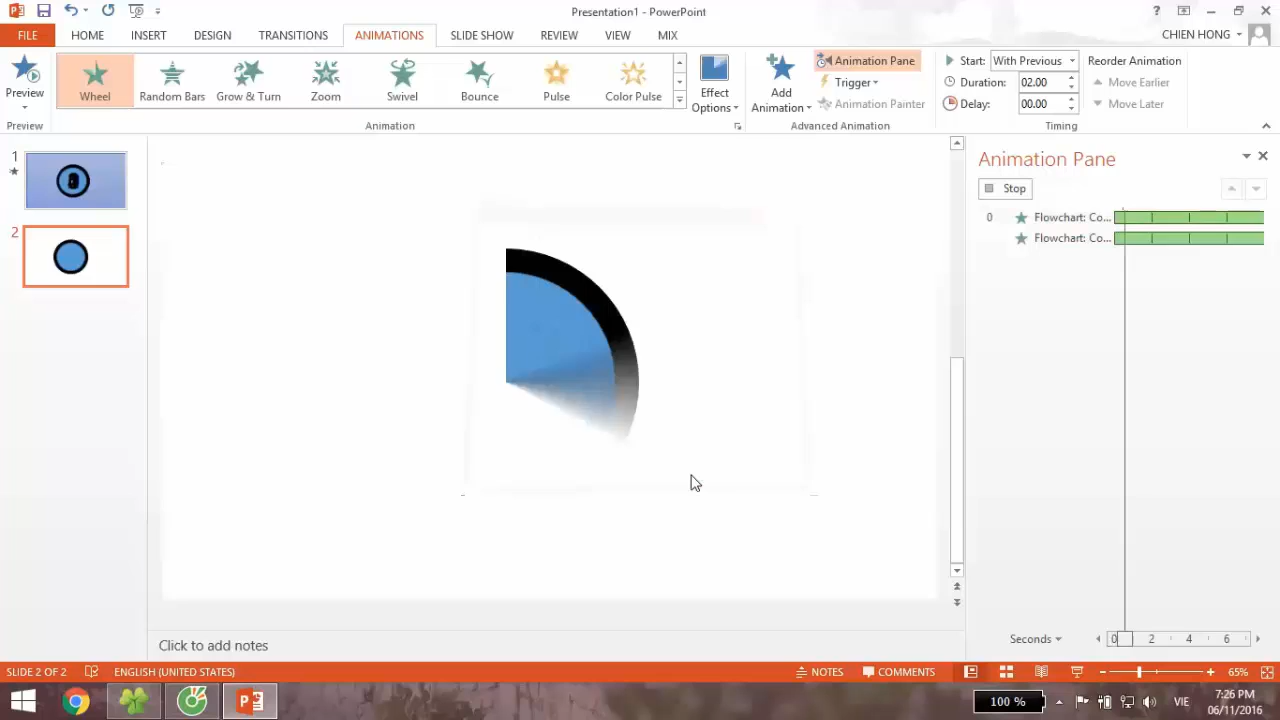 Presentation1 - PowerPoint
?
FILE HOME INSERT DESIGN TRANSITIONS ANIMATIONS SLIDE SHOW REVIEW VIEW MIX CHIEN HONG
Preview
Wheel Random Bars Grow & Turn Zoom Swivel Bounce Pulse Color Pulse
Effect
Options
Add
Animation
Animation Pane
Trigger
Animation Painter
Start: With Previous
Duration: 02.00
Delay: 00.00
Reorder Animation
Move Earlier
Move Later
Preview Animation Advanced Animation Timing
1
2
Animation Pane
Stop
0 Flowchart: Co...
Flowchart: Co...
Seconds 0 2 4 6
Click to add notes
SLIDE 2 OF 2 ENGLISH (UNITED STATES) NOTES COMMENTS 65%
100 % VIE
7:26 PM
06/11/2016